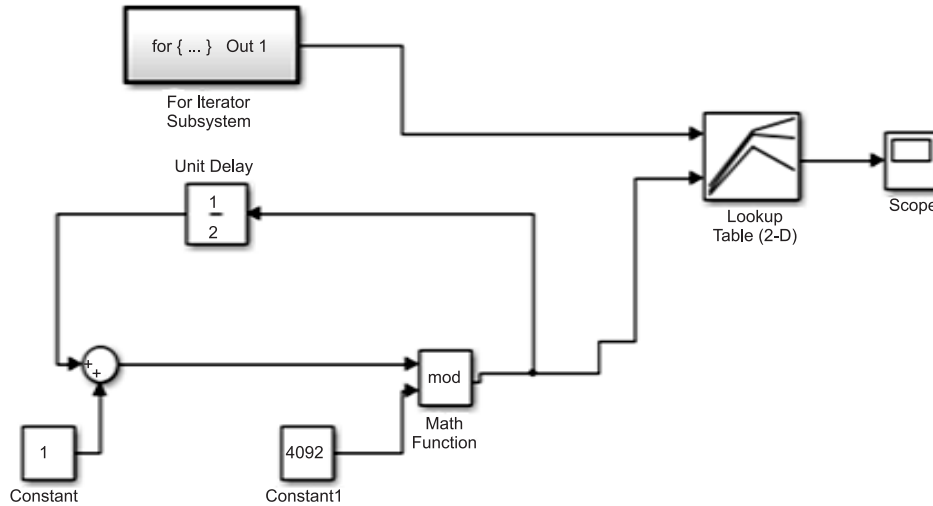 for { ... } Out 1
For Iterator
Subsystem
Unit Delay
1
2
Lookup
Table (2-D)
Scope
+
+
mod
Math
Function
1
Constant
4092
Constant1